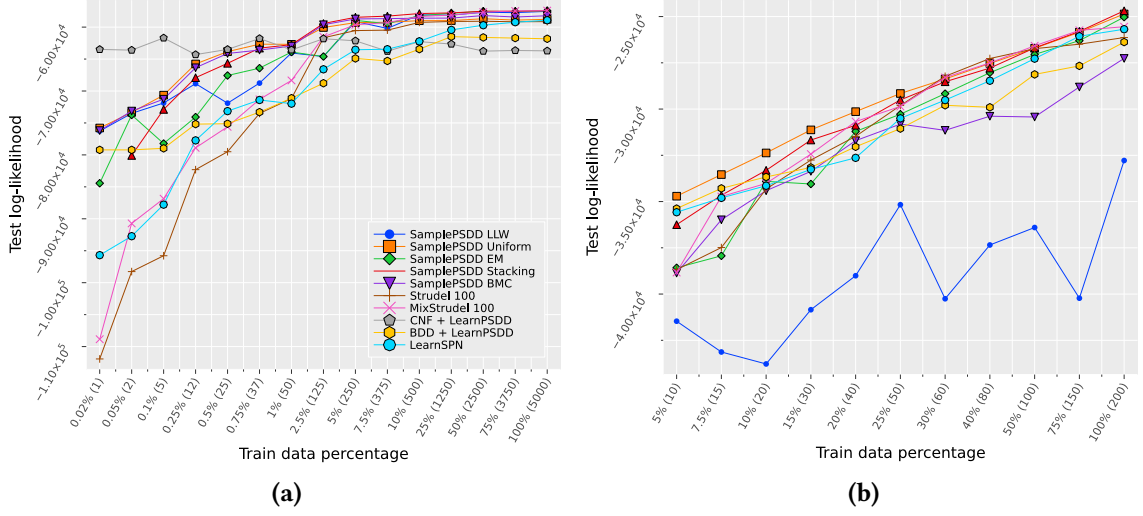 Test log-likelihood
−6.00×10⁴
−7.00×10⁴
−8.00×10⁴
−9.00×10⁴
−1.00×10⁵
−1.10×10⁵
SamplePSDD LLW
SamplePSDD Uniform
SamplePSDD EM
SamplePSDD Stacking
SamplePSDD BMC
Strudel 100
MixStrudel 100
CNF + LearnPSDD
BDD + LearnPSDD
LearnSPN
0.02% (1)
0.05% (2)
0.1% (5)
0.25% (12)
0.5% (25)
0.75% (37)
1% (50)
2.5% (125)
5% (250)
7.5% (375)
10% (500)
25% (1250)
50% (2500)
75% (3750)
100% (5000)
Train data percentage
(a)
Test log-likelihood
−2.50×10⁴
−3.00×10⁴
−3.50×10⁴
−4.00×10⁴
5% (10)
7.5% (15)
10% (20)
15% (30)
20% (40)
25% (50)
30% (60)
40% (80)
50% (100)
75% (150)
100% (200)
Train data percentage
(b)